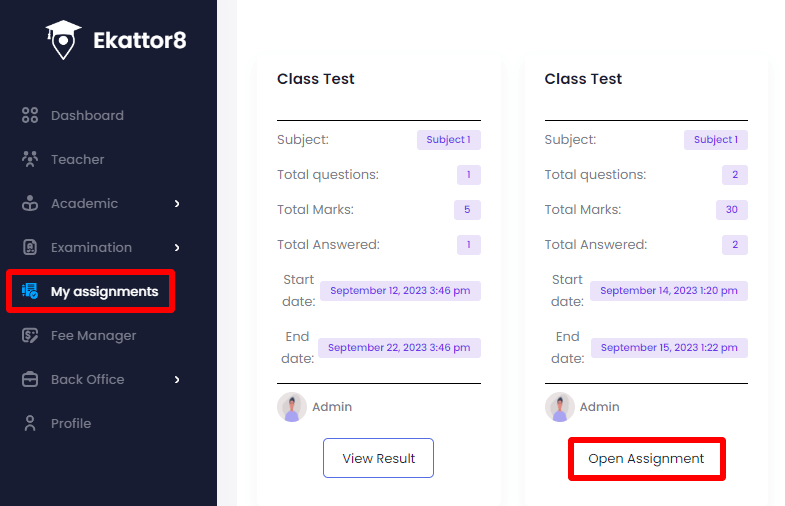 Ekattor8
Dashboard
Teacher
Academic
Examination
My assignments
Fee Manager
Back Office
Profile
Class Test
Subject: Subject 1
Total questions: 1
Total Marks: 5
Total Answered: 1
Start
date: September 12, 2023 3:46 pm
End
date: September 22, 2023 3:46 pm
Admin
View Result
Class Test
Subject: Subject 1
Total questions: 2
Total Marks: 30
Total Answered: 2
Start
date: September 14, 2023 1:20 pm
End
date: September 15, 2023 1:22 pm
Admin
Open Assignment